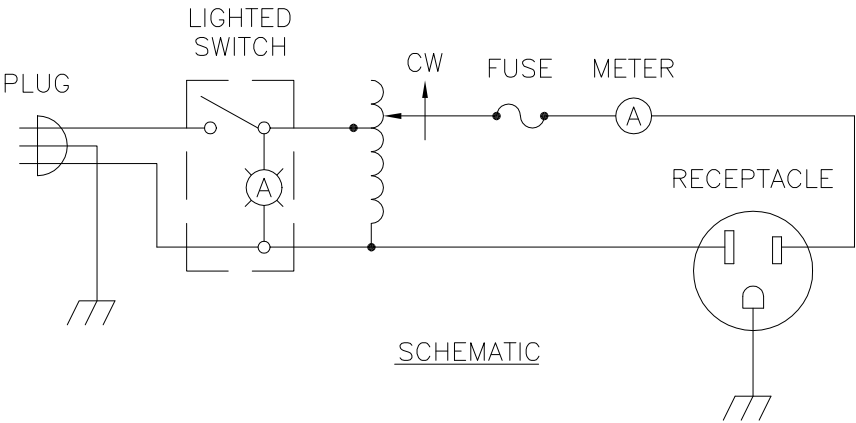 LIGHTED
SWITCH
PLUG
CW
FUSE
METER
A
A
RECEPTACLE
SCHEMATIC